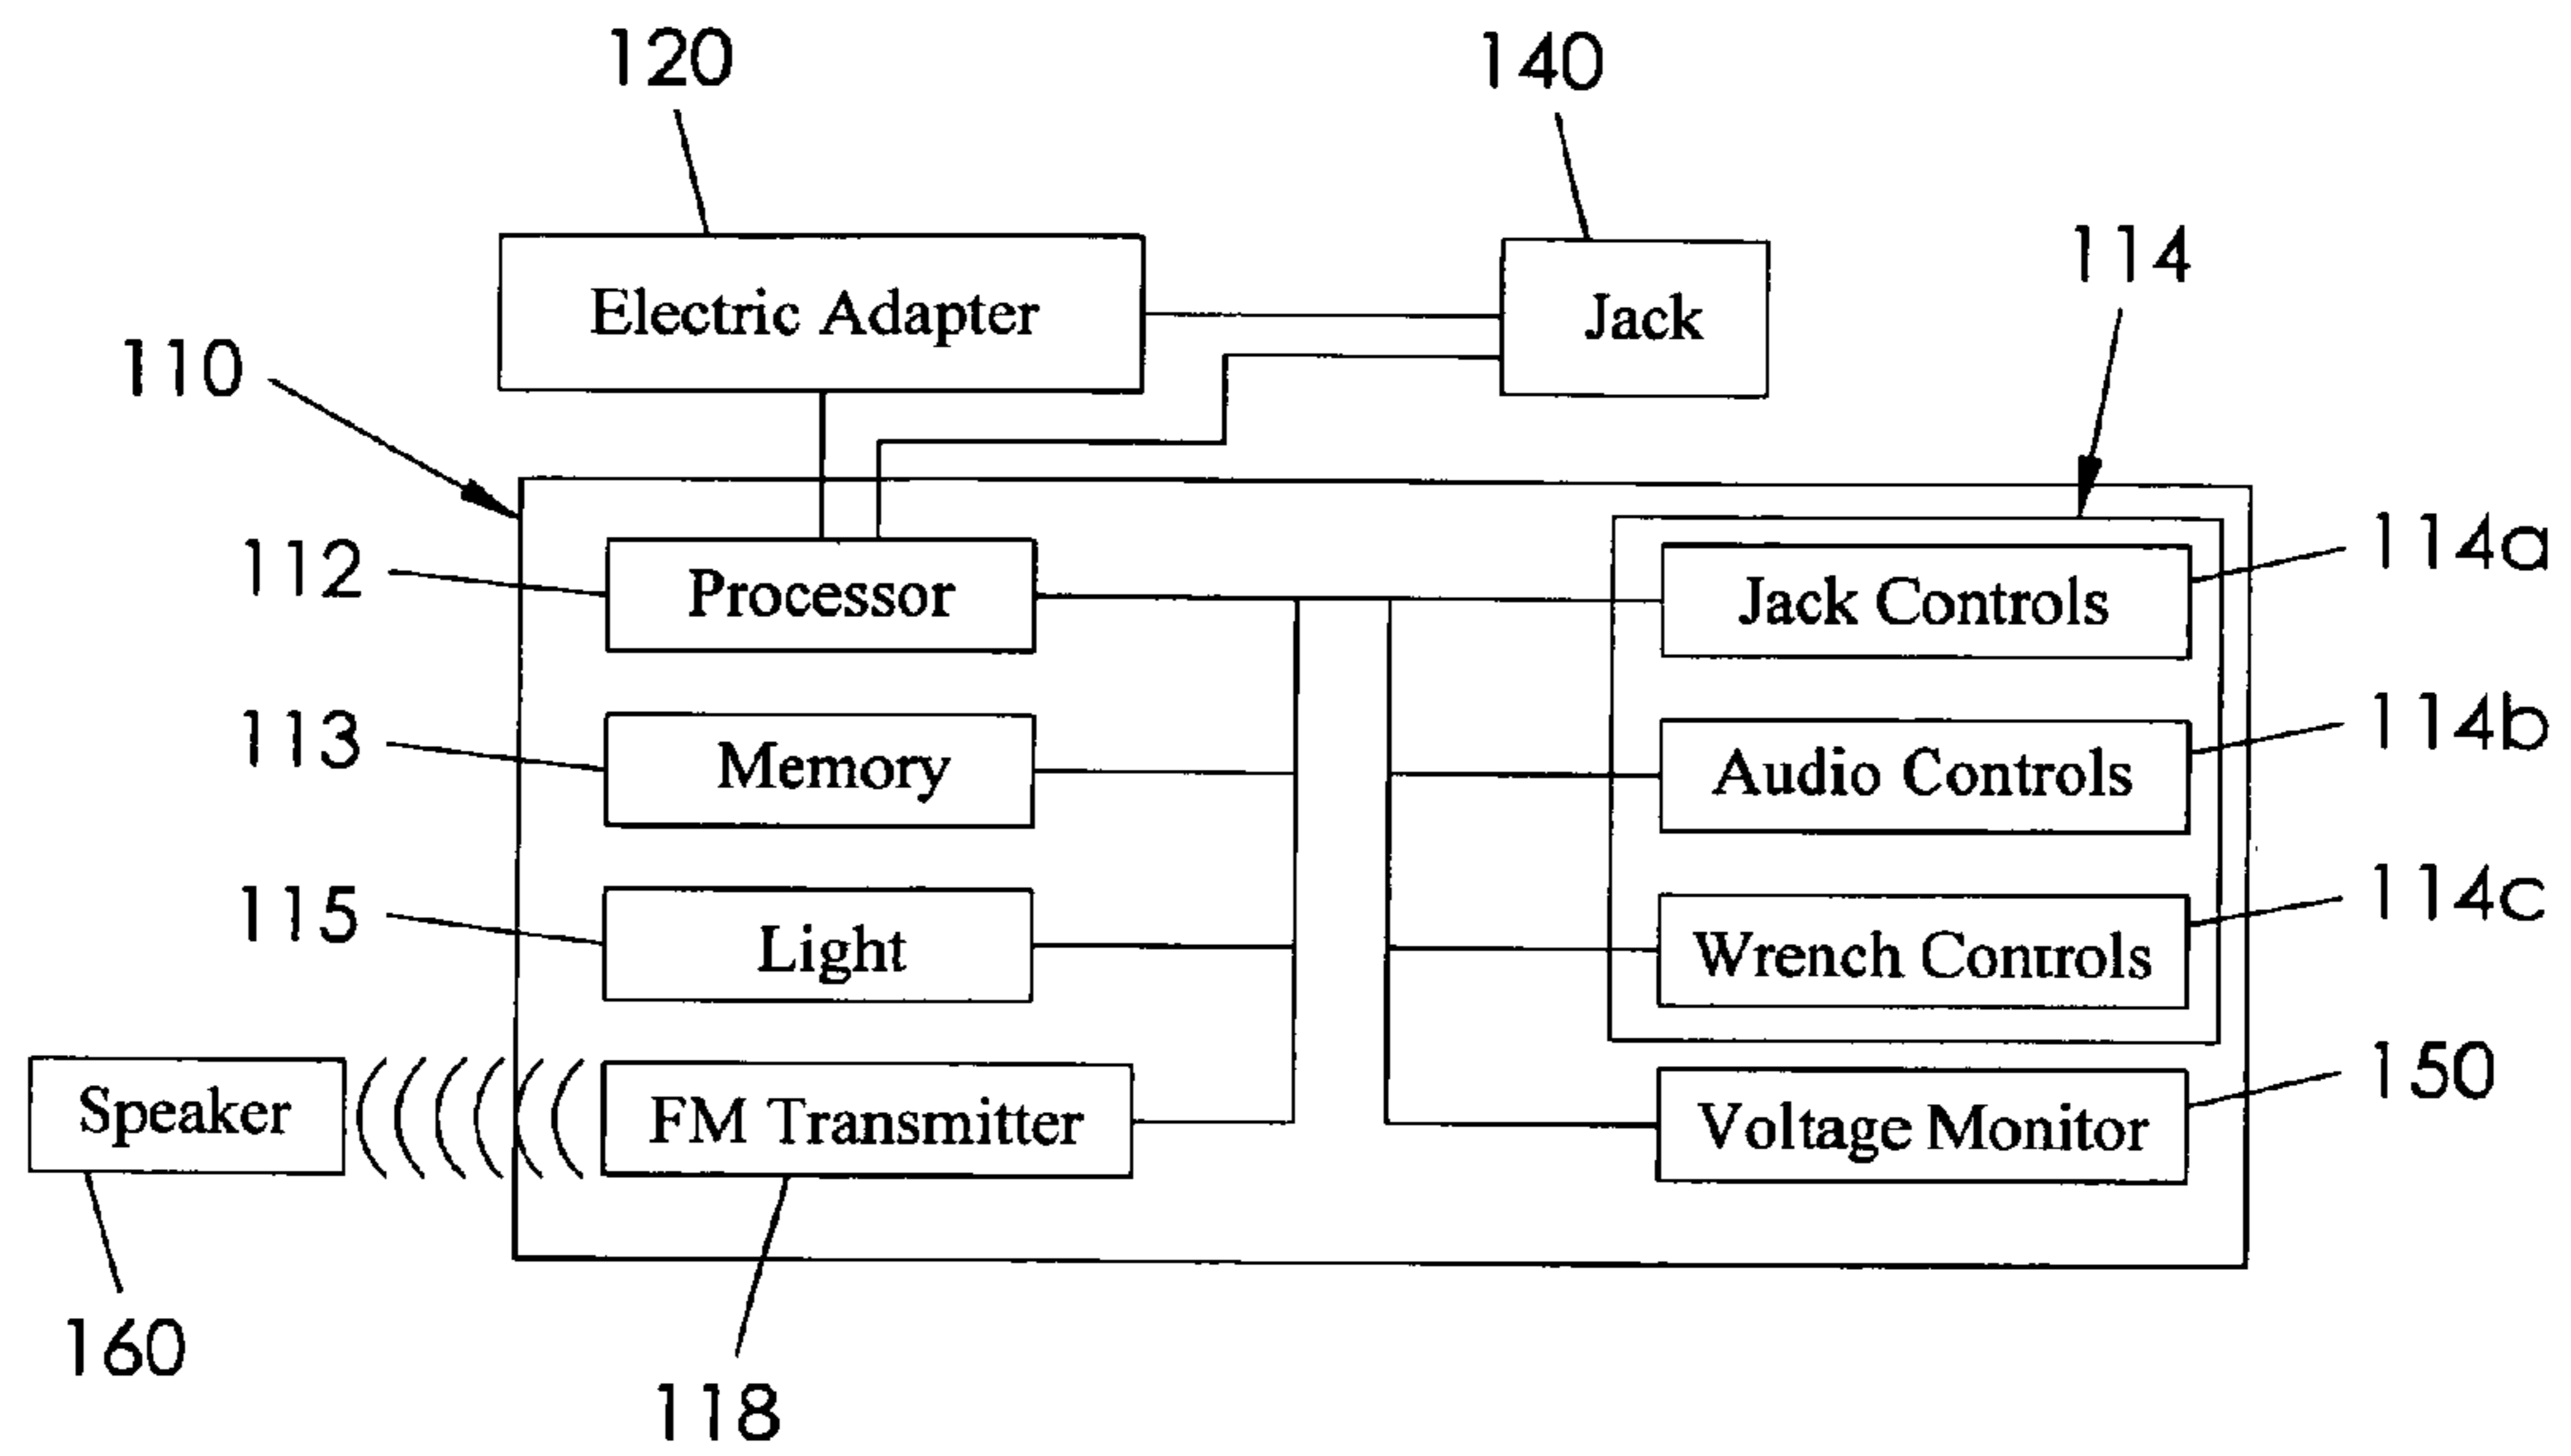 120
140
114
Electric Adapter
Jack
110
112
Processor
Jack Controls
114a
113
Memory
Audio Controls
114b
115
Light
Wrench Controls
114c
Speaker
FM Transmitter
Voltage Monitor
150
160
118